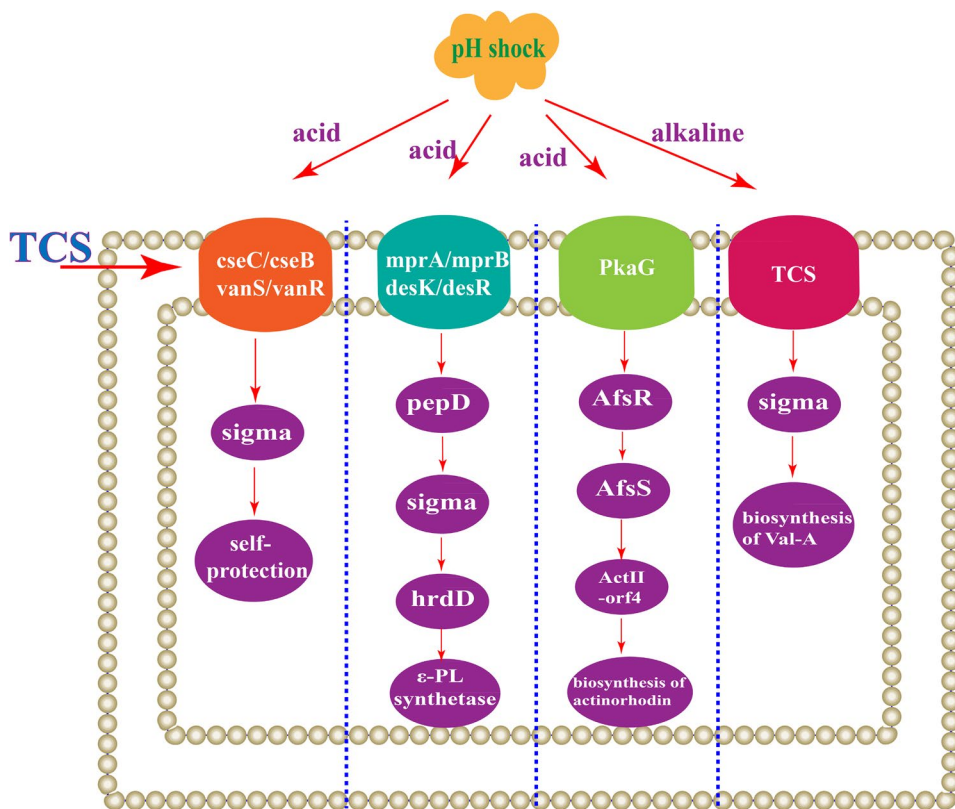 pH shock
acid
acid
acid
alkaline
TCS
cseC/cseB
vanS/vanR
mprA/mprB
desK/desR
PkaG
TCS
sigma
self-
protection
pepD
sigma
hrdD
ε-PL
synthetase
AfsR
AfsS
ActII
-orf4
biosynthesis of
actinorhodin
sigma
biosynthesis
of Val-A